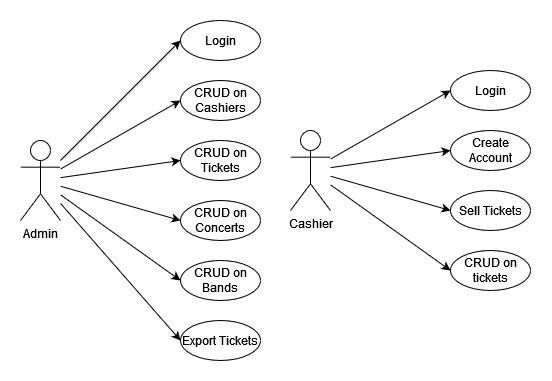 Login
CRUD on
Cashiers
CRUD on
Tickets
CRUD on
Concerts
CRUD on
Bands
Export Tickets
Admin
Login
Create
Account
Sell Tickets
CRUD on
tickets
Cashier